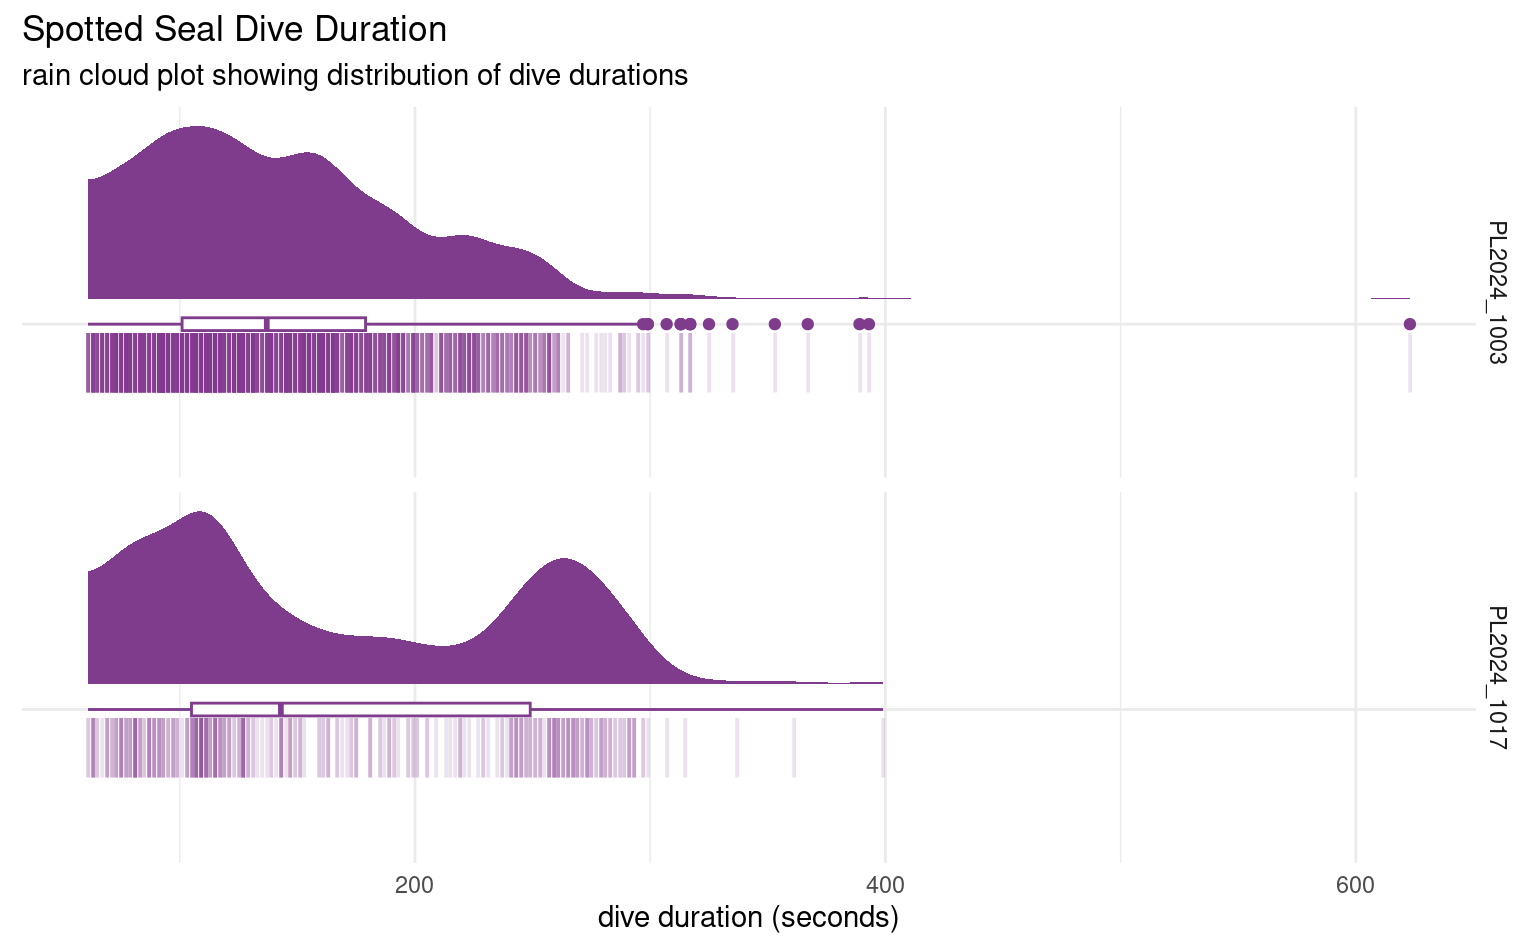 Spotted Seal Dive Duration
rain cloud plot showing distribution of dive durations
PL2024_1003
PL2024_1017
200 400 600
dive duration (seconds)